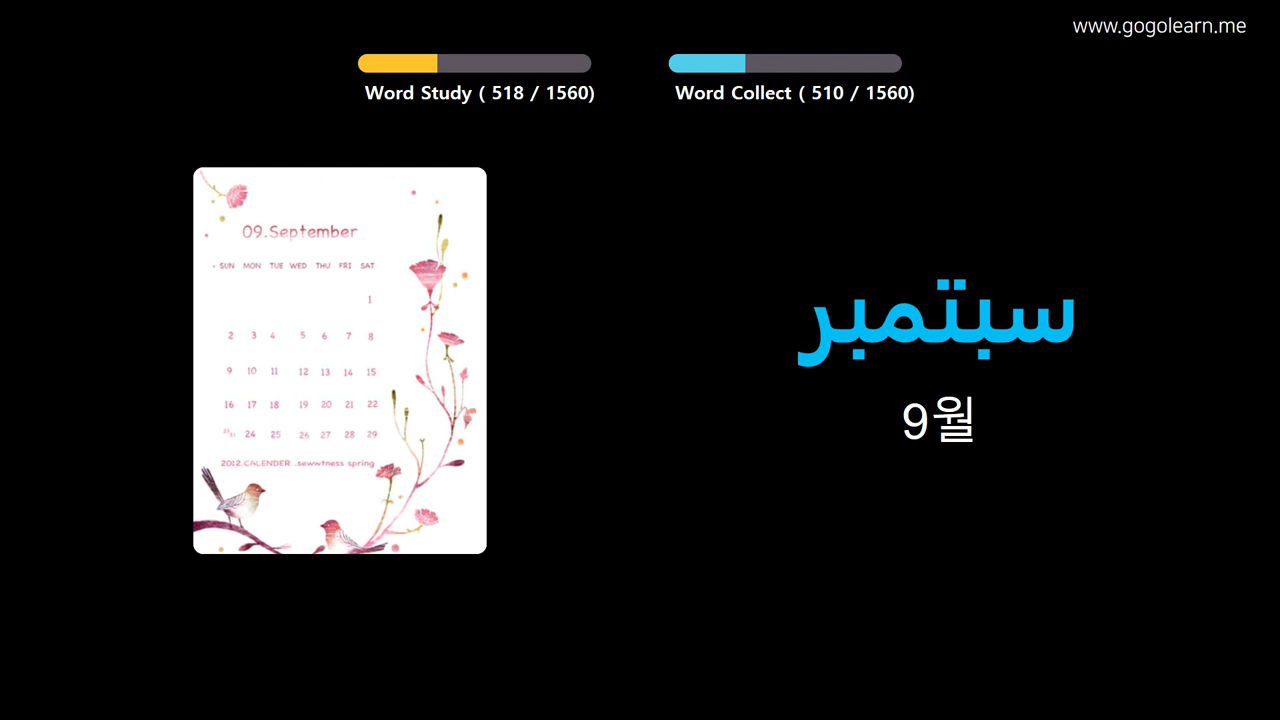 www.gogolearn.me
Word Study ( 518 / 1560)
Word Collect ( 510 / 1560)
09.September
SUN MON TUE WED THU FRI SAT
1
2 3 4 5 6 7 8
9 10 11 12 13 14 15
16 17 18 19 20 21 22
24 25 26 27 28 29
2012.CALENDER .sewwtness spring
سبتمبر
9월